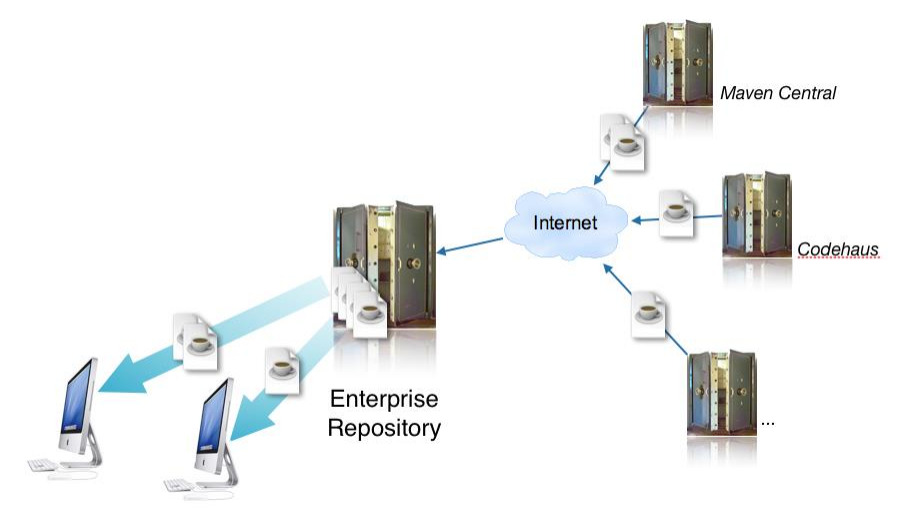 Maven Central
Internet
Codehaus
Enterprise
Repository
...